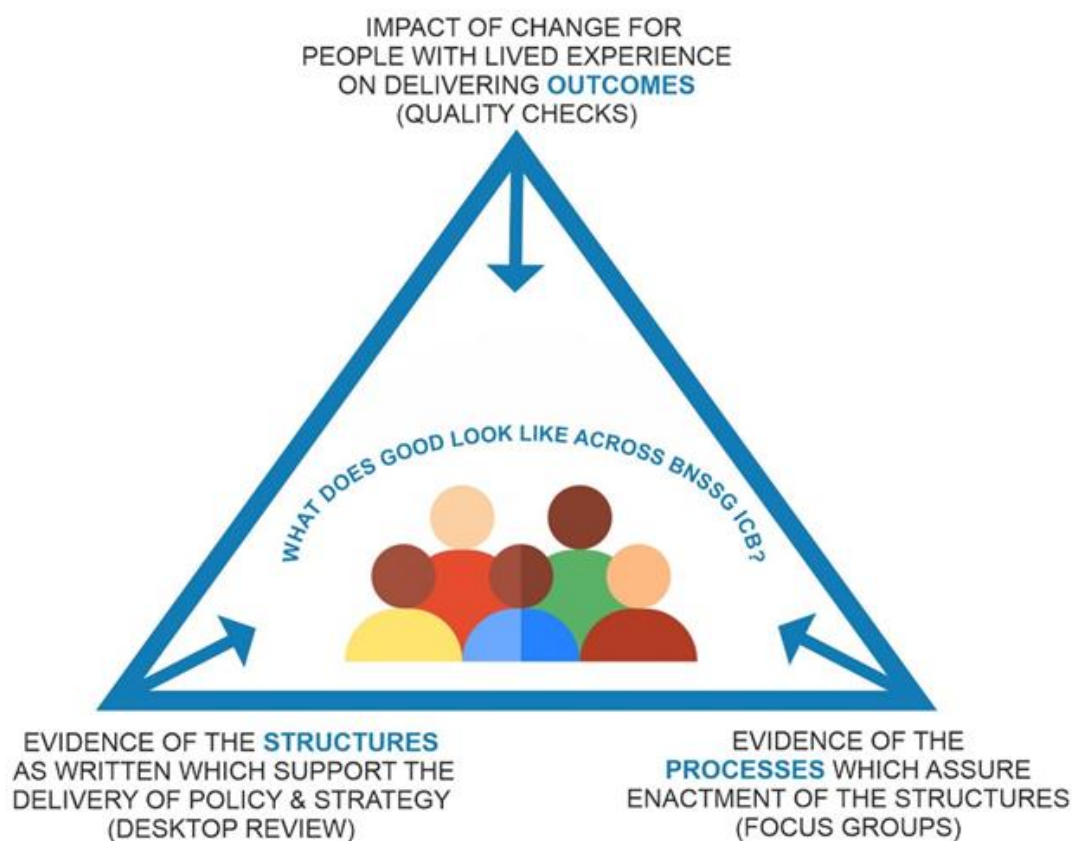 IMPACT OF CHANGE FOR
PEOPLE WITH LIVED EXPERIENCE
ON DELIVERING OUTCOMES
(QUALITY CHECKS)
WHAT DOES GOOD LOOK LIKE ACROSS BNSSG ICB?
EVIDENCE OF THE STRUCTURES
AS WRITTEN WHICH SUPPORT THE
DELIVERY OF POLICY & STRATEGY
(DESKTOP REVIEW)
EVIDENCE OF THE
PROCESSES WHICH ASSURE
ENACTMENT OF THE STRUCTURES
(FOCUS GROUPS)